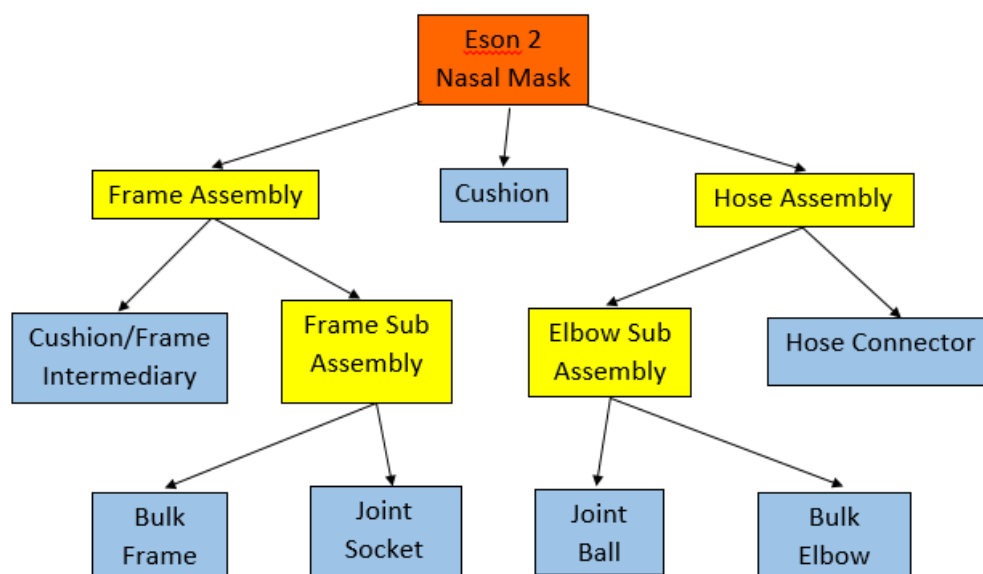 Eson 2
Nasal Mask
Frame Assembly
Cushion
Hose Assembly
Cushion/Frame
Intermediary
Frame Sub
Assembly
Elbow Sub
Assembly
Hose Connector
Bulk
Frame
Joint
Socket
Joint
Ball
Bulk
Elbow